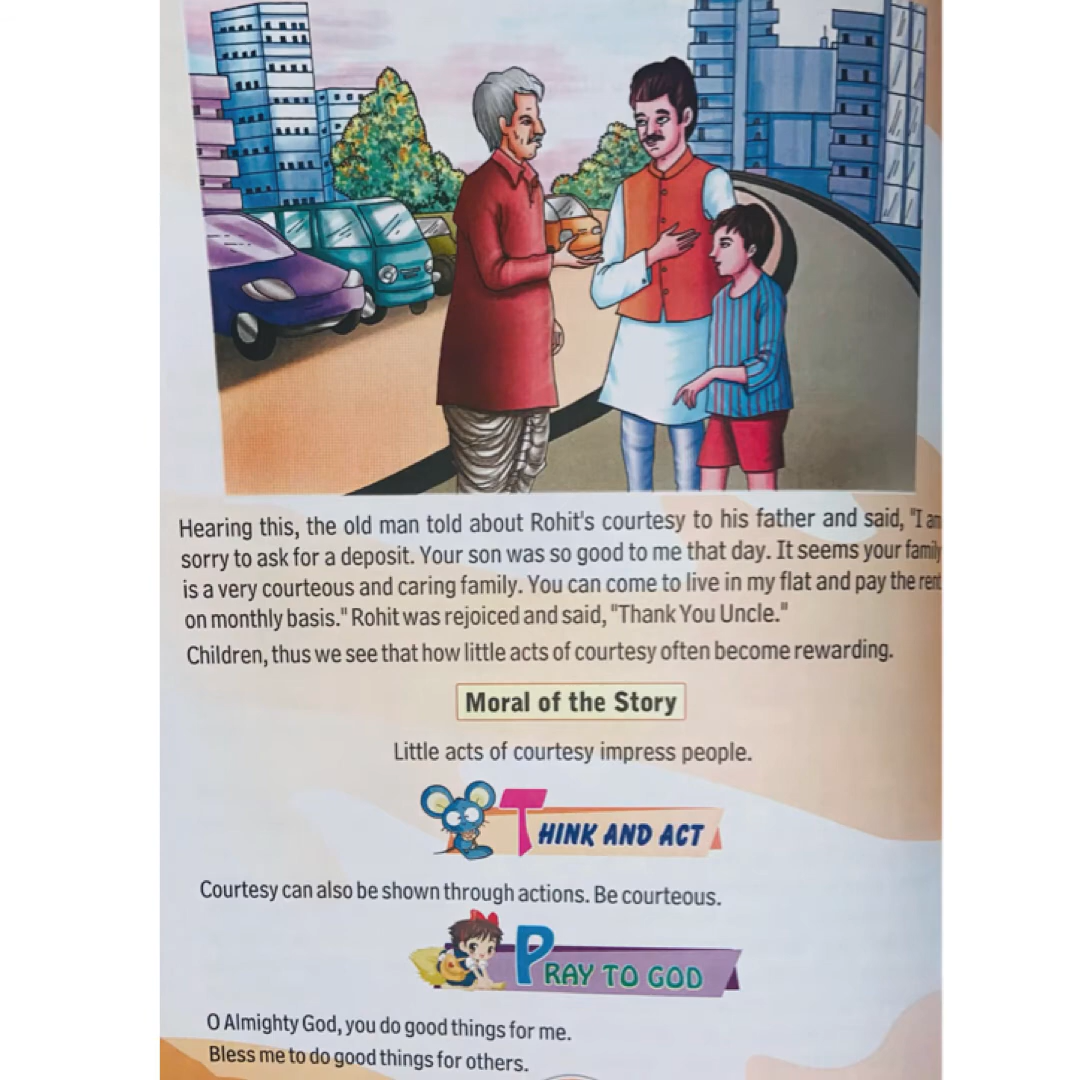 Hearing this, the old man told about Rohit's courtesy to his father and said, "I am
sorry to ask for a deposit. Your son was so good to me that day. It seems your family
is a very courteous and caring family. You can come to live in my flat and pay the rent
on monthly basis." Rohit was rejoiced and said, "Thank You Uncle."
Children, thus we see that how little acts of courtesy often become rewarding.
Moral of the Story
Little acts of courtesy impress people.
THINK AND ACT
Courtesy can also be shown through actions. Be courteous.
PRAY TO GOD
O Almighty God, you do good things for me.
Bless me to do good things for others.